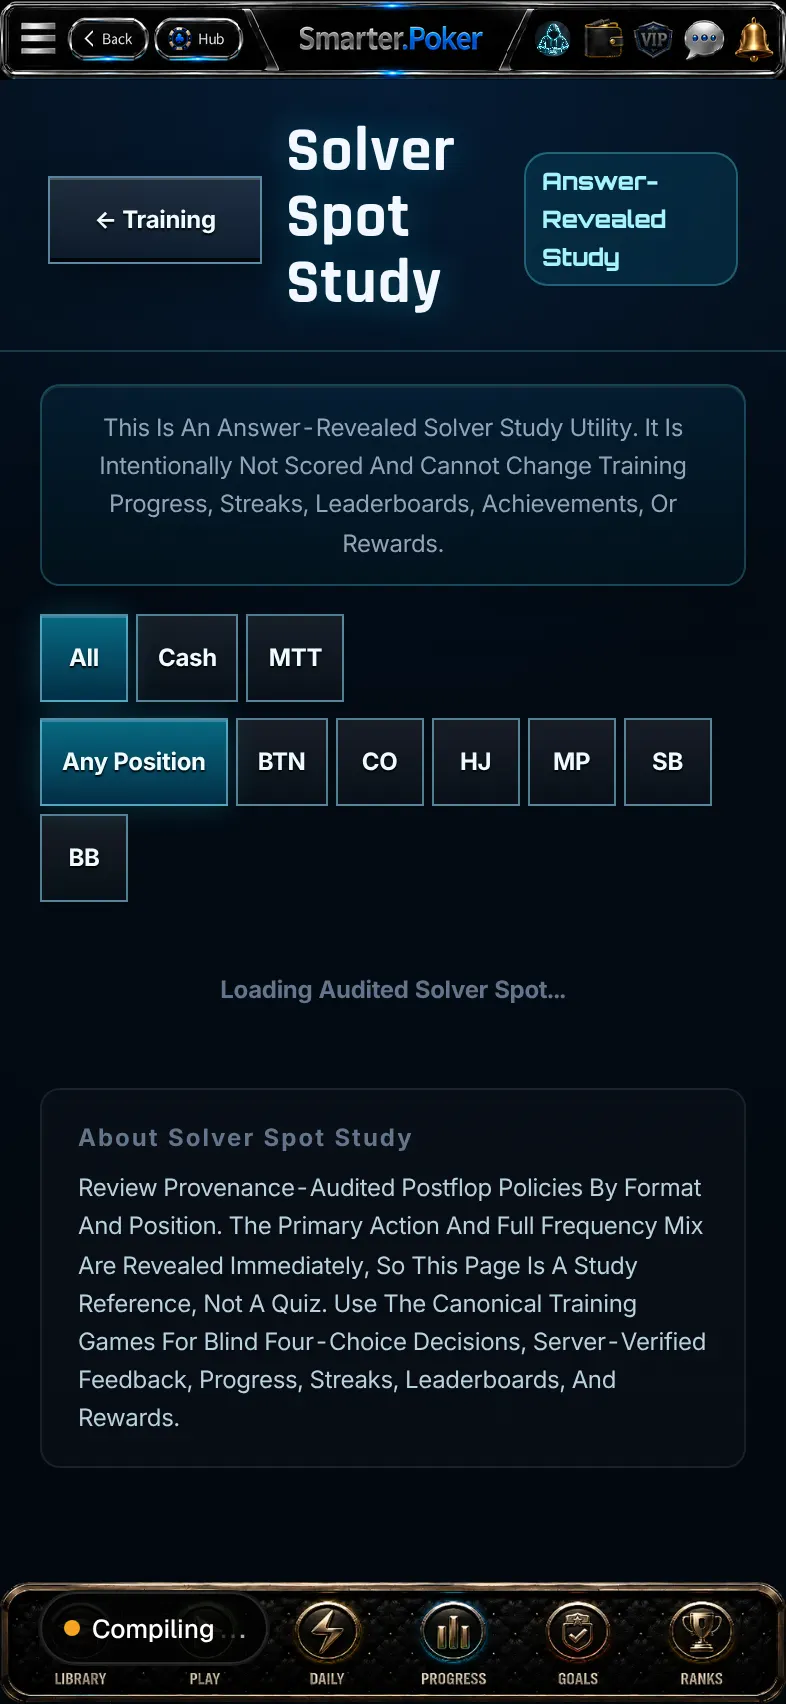 Back
Hub
Smarter.Poker
VIP
← Training
Solver
Spot
Study
Answer-
Revealed
Study
This Is An Answer-Revealed Solver Study Utility. It Is
Intentionally Not Scored And Cannot Change Training
Progress, Streaks, Leaderboards, Achievements, Or
Rewards.
All
Cash
MTT
Any Position
BTN
CO
HJ
MP
SB
BB
Loading Audited Solver Spot...
About Solver Spot Study
Review Provenance-Audited Postflop Policies By Format
And Position. The Primary Action And Full Frequency Mix
Are Revealed Immediately, So This Page Is A Study
Reference, Not A Quiz. Use The Canonical Training
Games For Blind Four-Choice Decisions, Server-Verified
Feedback, Progress, Streaks, Leaderboards, And
Rewards.
Compiling ...
LIBRARY
PLAY
DAILY
PROGRESS
GOALS
RANKS